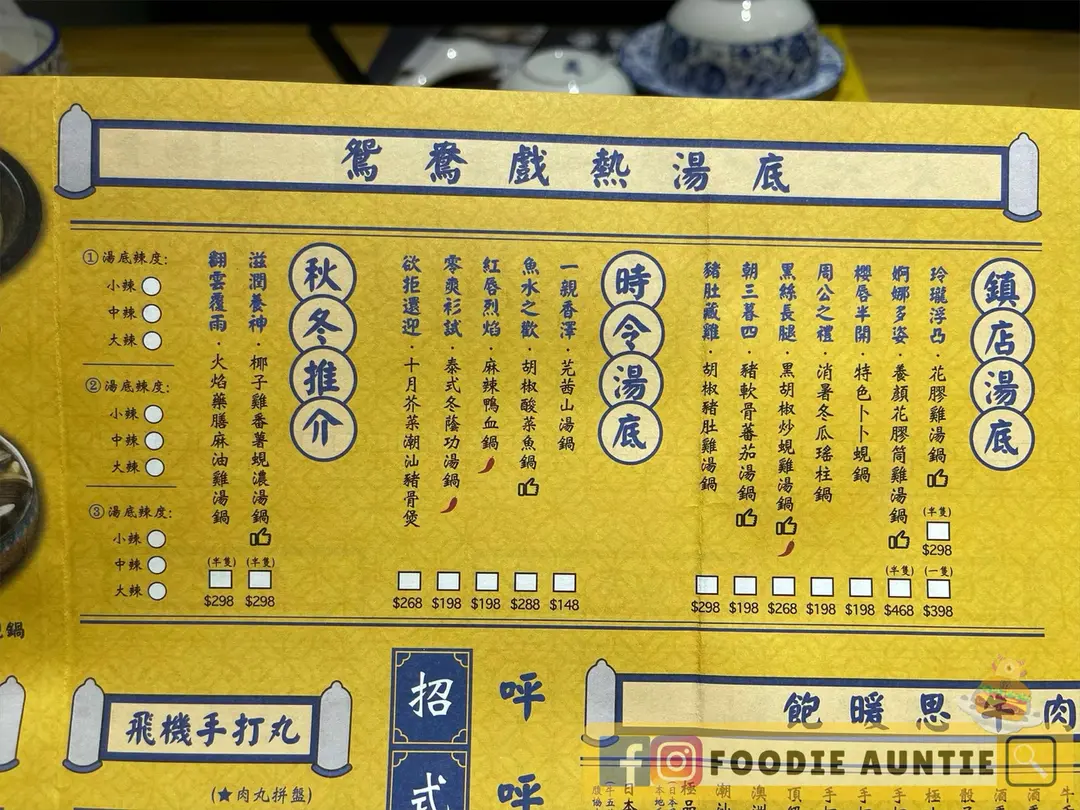 鴛鴦戲熱湯底
鎮店湯底
玲瓏浮凸・花膠雞湯鍋
(半隻)
$298
(一隻)
$398
婀娜多姿・養顏花膠筒雞湯鍋
(半隻)
$468
櫻唇半開・特色卜卜蜆鍋
$198
周公之禮・消暑冬瓜瑤柱鍋
$198
黑絲長腿・黑胡椒炒蜆雞湯鍋
$268
朝三暮四・豬軟骨蕃茄湯鍋
$198
豬肚藏雞・胡椒豬肚雞湯鍋
$298
時令湯底
一親香澤・芫茜山湯鍋
$148
魚水之歡・胡椒酸菜魚鍋
$288
紅唇烈焰・麻辣鴨血鍋
$198
零爽衫試・泰式冬蔭功湯鍋
$198
欲拒還迎・十月芥菜潮汕豬骨煲
$268
秋冬推介
滋潤養神・椰子雞番薯蜆濃湯鍋
(半隻)
$298
翻雲覆雨・火焰藥膳麻油雞湯鍋
(半隻)
$298
①湯底辣度:
小辣
中辣
大辣
②湯底辣度:
小辣
中辣
大辣
③湯底辣度:
小辣
中辣
大辣
鍋
飽暖思牛肉
招式
呼呼
飛機手打丸
(★肉丸拼盤)
FOODIE AUNTIE